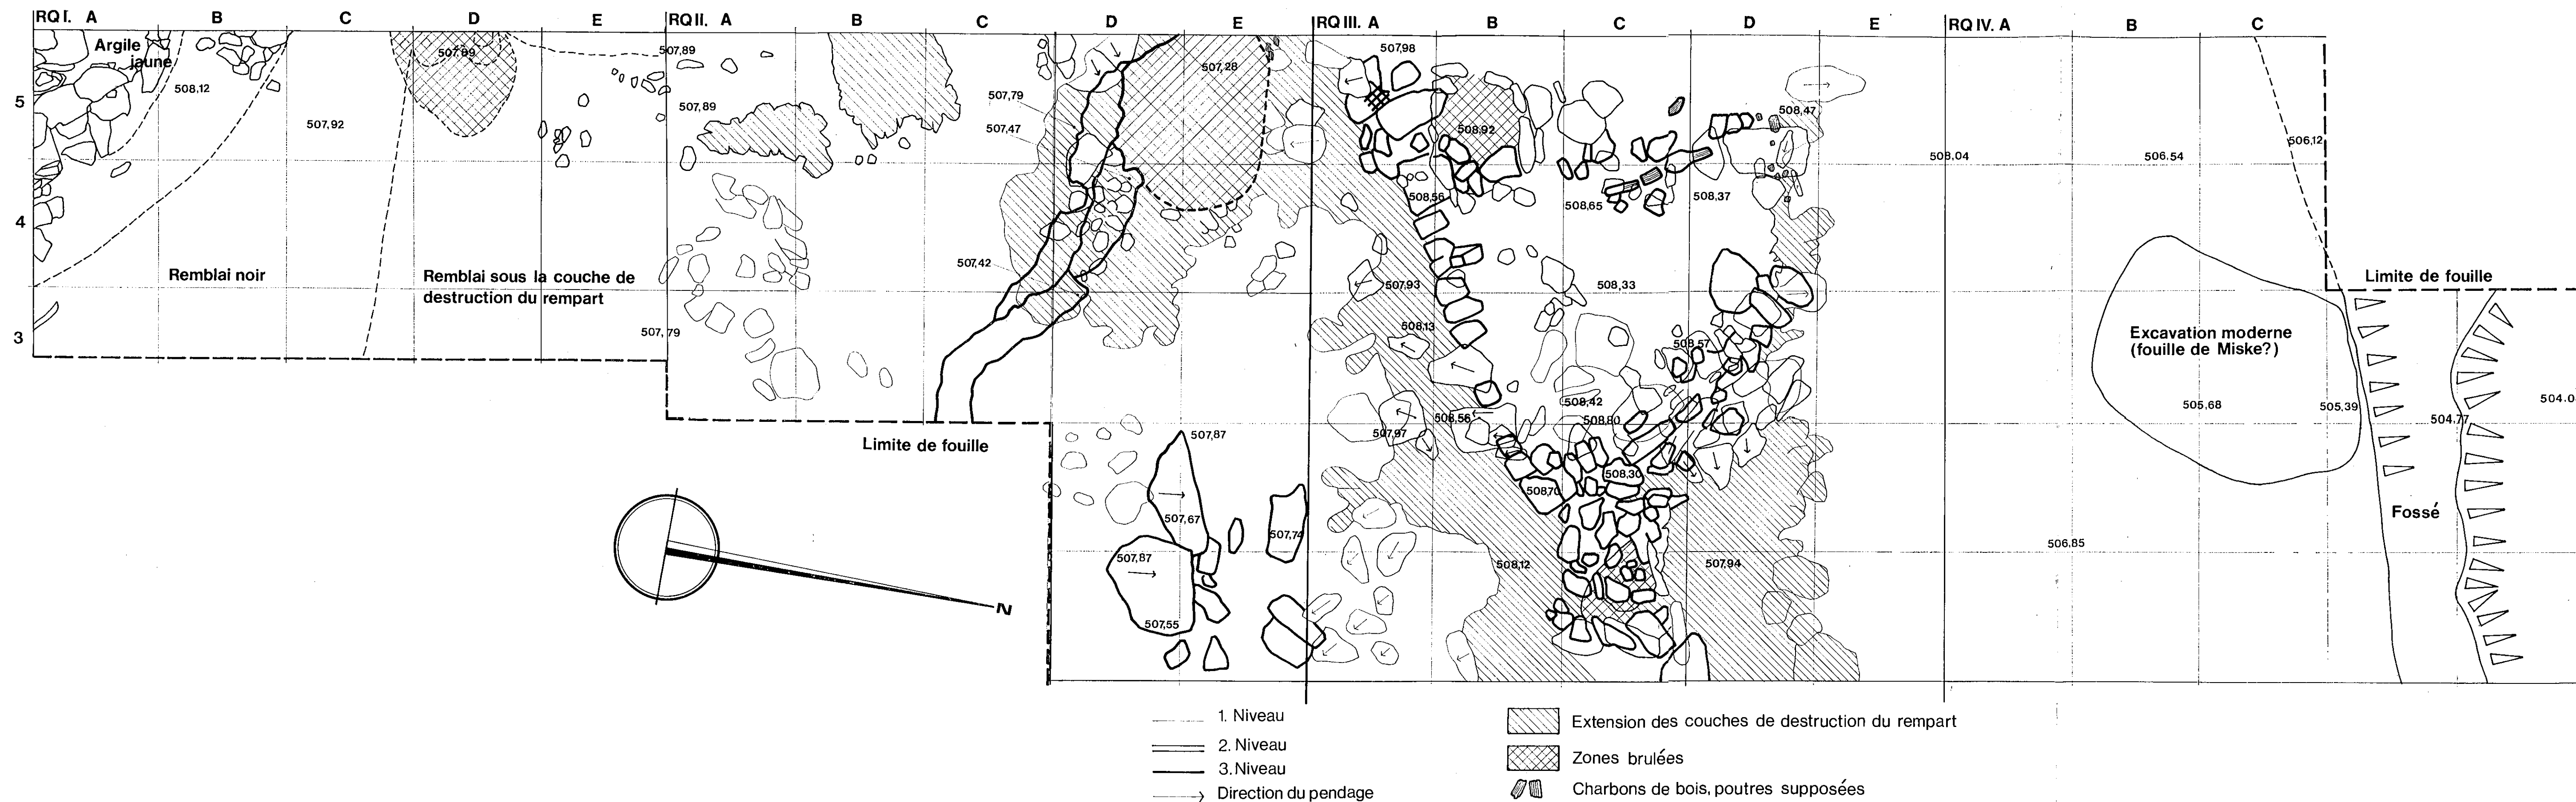 RQ I. A B C D E RQ II. A B C D E RQ III. A B C D E RQ IV. A B C
5
4
3
Argile
jaune
508,12
507,92
507,89
507,89
507,89
Remblai noir
Remblai sous la couche de
destruction du rempart
507,79
507,79
507,47
507,42
507,28
507,98
508,92
508,56
508,65
508,47
508,37
507,93
508,33
508,13
508,57
508,42
508,56
508,80
507,97
508,30
508,70
508,12
507,94
508.04
506.54
506,12
Limite de fouille
Excavation moderne
(fouille de Miske?)
505,68
505,39
504,77
504.0
Fossé
506,85
Limite de fouille
507,87
507,67
507,74
507,87
507,55
N
1. Niveau
2. Niveau
3. Niveau
Direction du pendage
Extension des couches de destruction du rempart
Zones brulées
Charbons de bois, poutres supposées